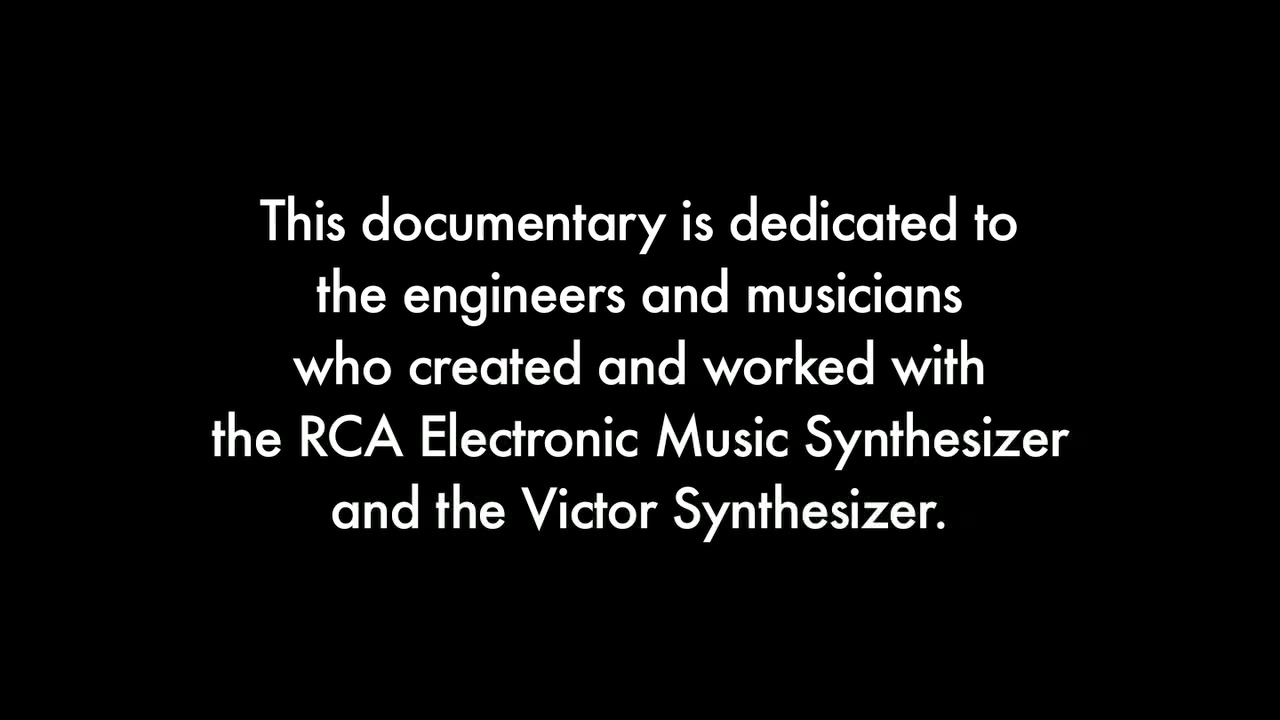 This documentary is dedicated to
the engineers and musicians
who created and worked with
the RCA Electronic Music Synthesizer
and the Victor Synthesizer.